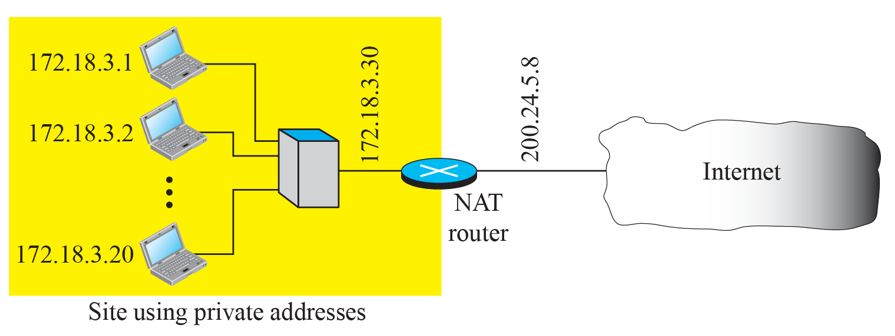 172.18.3.1
172.18.3.2
172.18.3.20
172.18.3.30
NAT
router
200.24.5.8
Internet
Site using private addresses